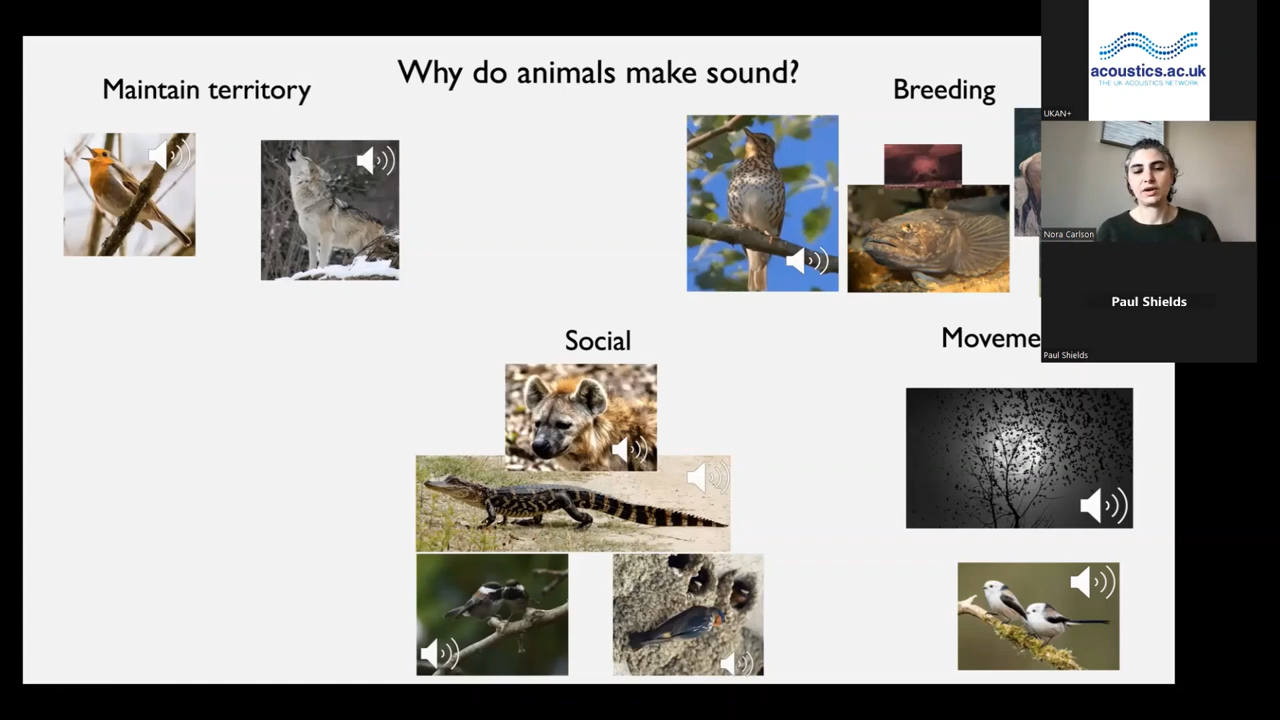 Why do animals make sound?
Maintain territory
Breeding
Social
Moveme
acoustics.ac.uk
THE UK ACOUSTICS NETWORK
UKAN+
Nora Carlson
Paul Shields
Paul Shields